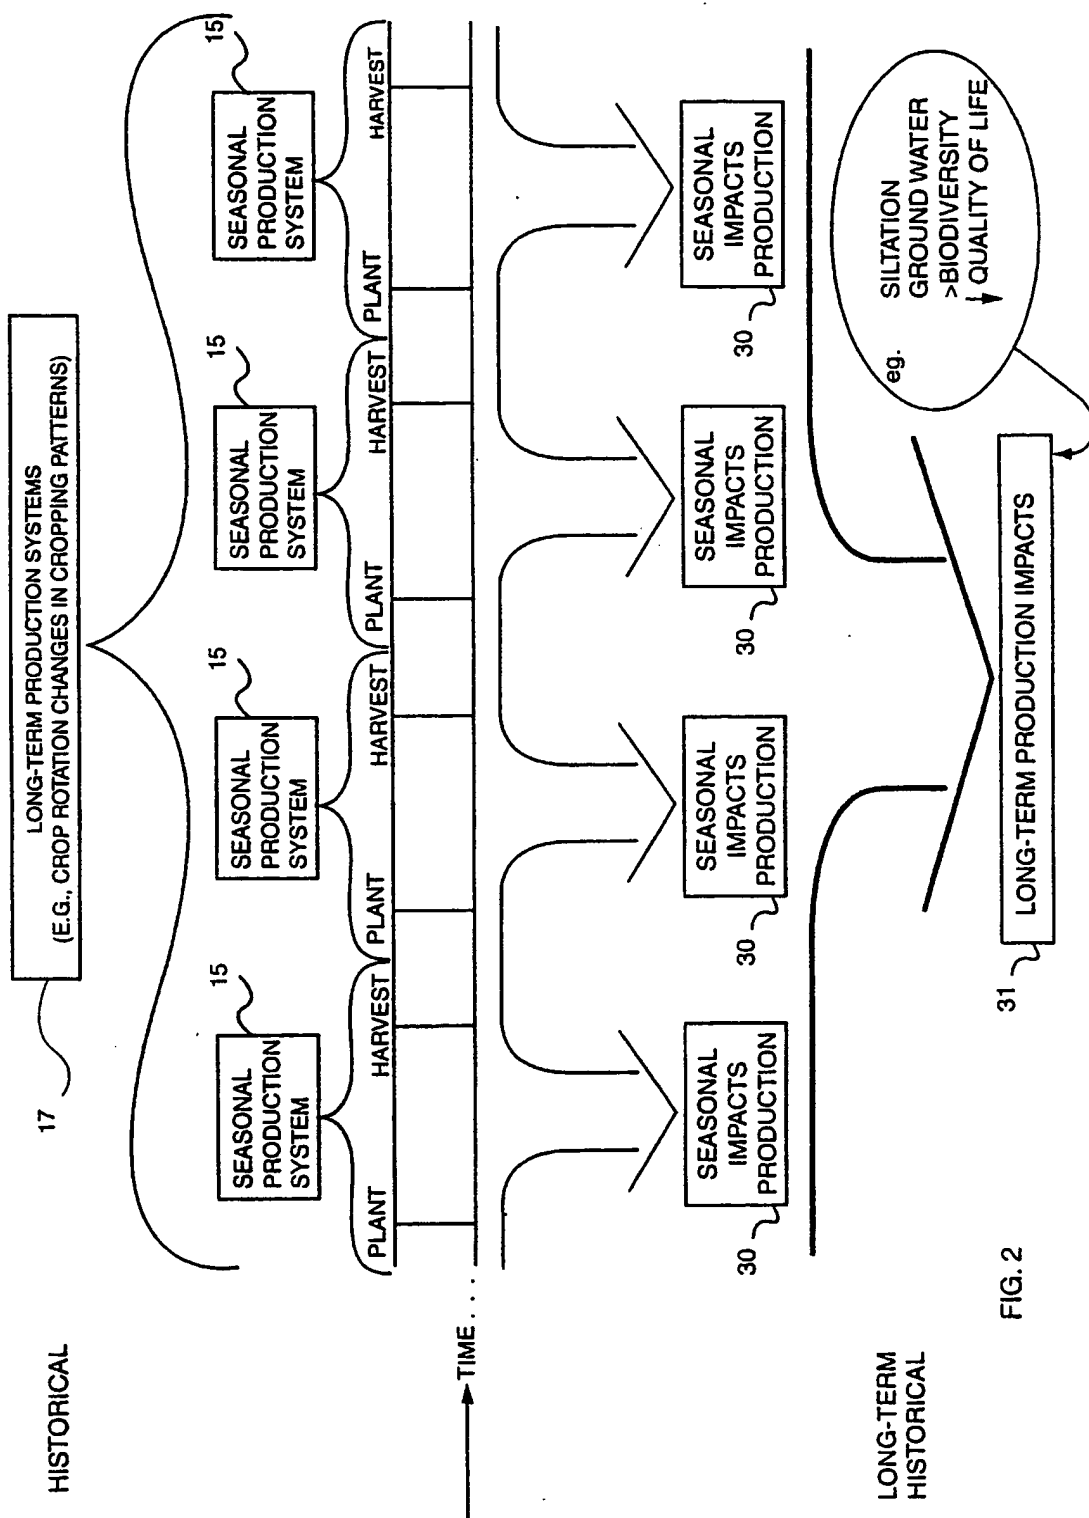 HISTORICAL
17
LONG-TERM PRODUCTION SYSTEMS
(E.G., CROP ROTATION CHANGES IN CROPPING PATTERNS)
SEASONAL
PRODUCTION
SYSTEM
15
SEASONAL
PRODUCTION
SYSTEM
15
SEASONAL
PRODUCTION
SYSTEM
15
SEASONAL
PRODUCTION
SYSTEM
15
PLANT
HARVEST
PLANT
HARVEST
PLANT
HARVEST
PLANT
HARVEST
TIME . . .
SEASONAL
IMPACTS
PRODUCTION
30
SEASONAL
IMPACTS
PRODUCTION
30
SEASONAL
IMPACTS
PRODUCTION
30
SEASONAL
IMPACTS
PRODUCTION
30
LONG-TERM
HISTORICAL
eg.
SILTATION
GROUND WATER
>BIODIVERSITY
↓ QUALITY OF LIFE
31
LONG-TERM PRODUCTION IMPACTS
FIG. 2